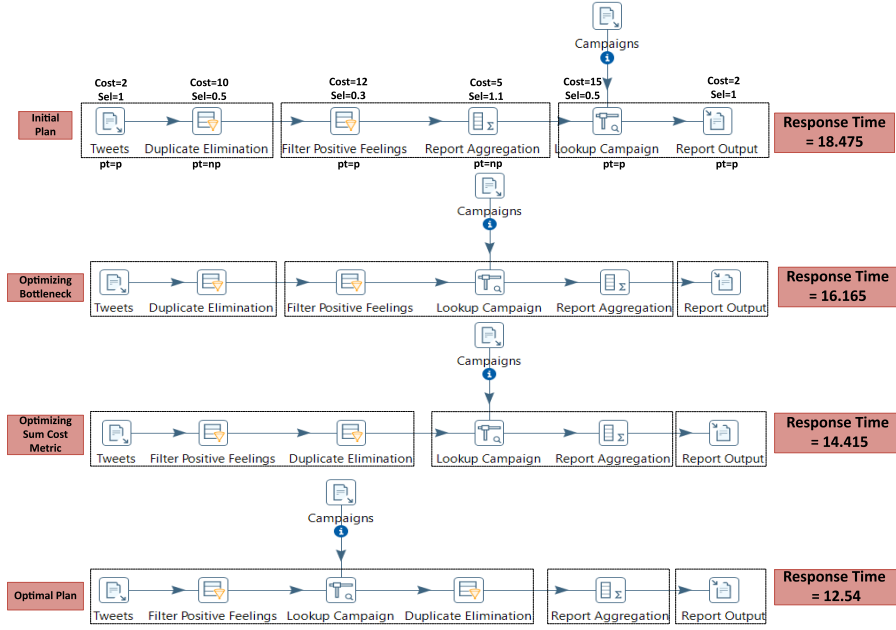 Campaigns
i
Cost=2 Cost=10 Cost=12 Cost=5 Cost=15 Cost=2
Sel=1 Sel=0.5 Sel=0.3 Sel=1.1 Sel=0.5 Sel=1
Initial
Plan
Tweets Duplicate Elimination Filter Positive Feelings Report Aggregation Lookup Campaign Report Output
pt=p pt=np pt=p pt=np pt=p pt=p
Response Time
= 18.475
Campaigns
i
Optimizing
Bottleneck
Tweets Duplicate Elimination Filter Positive Feelings Lookup Campaign Report Aggregation Report Output
Response Time
= 16.165
Campaigns
i
Optimizing
Sum Cost
Metric
Tweets Filter Positive Feelings Duplicate Elimination Lookup Campaign Report Aggregation Report Output
Response Time
= 14.415
Campaigns
i
Optimal Plan
Tweets Filter Positive Feelings Lookup Campaign Duplicate Elimination Report Aggregation Report Output
Response Time
= 12.54